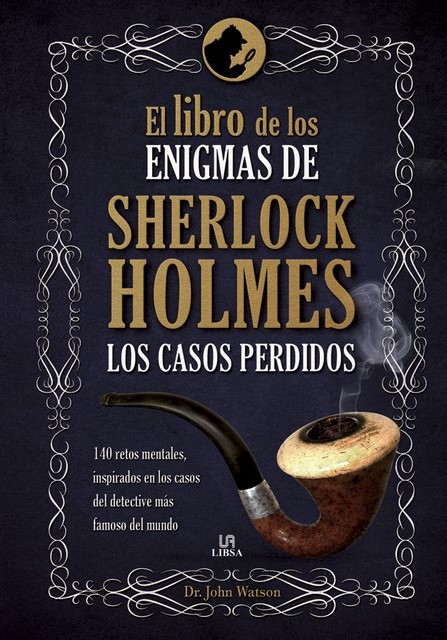 El libro de los
ENIGMAS DE
SHERLOCK
HOLMES
LOS CASOS PERDIDOS
140 retos mentales,
inspirados en los casos
del detective más
famoso del mundo
LA
LIBSA
Dr. John Watson